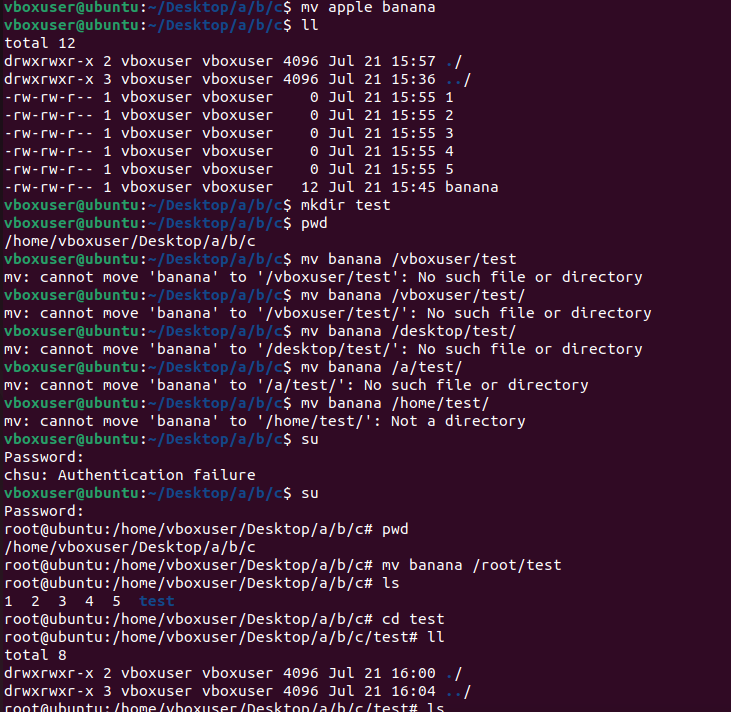 vboxuser@ubuntu:~/Desktop/a/b/c$ mv apple banana
vboxuser@ubuntu:~/Desktop/a/b/c$ ll
total 12
drwxrwxr-x 2 vboxuser vboxuser 4096 Jul 21 15:57 ./
drwxrwxr-x 3 vboxuser vboxuser 4096 Jul 21 15:36 ../
-rw-rw-r-- 1 vboxuser vboxuser    0 Jul 21 15:55 1
-rw-rw-r-- 1 vboxuser vboxuser    0 Jul 21 15:55 2
-rw-rw-r-- 1 vboxuser vboxuser    0 Jul 21 15:55 3
-rw-rw-r-- 1 vboxuser vboxuser    0 Jul 21 15:55 4
-rw-rw-r-- 1 vboxuser vboxuser    0 Jul 21 15:55 5
-rw-rw-r-- 1 vboxuser vboxuser   12 Jul 21 15:45 banana
vboxuser@ubuntu:~/Desktop/a/b/c$ mkdir test
vboxuser@ubuntu:~/Desktop/a/b/c$ pwd
/home/vboxuser/Desktop/a/b/c
vboxuser@ubuntu:~/Desktop/a/b/c$ mv banana /vboxuser/test
mv: cannot move 'banana' to '/vboxuser/test': No such file or directory
vboxuser@ubuntu:~/Desktop/a/b/c$ mv banana /vboxuser/test/
mv: cannot move 'banana' to '/vboxuser/test/': No such file or directory
vboxuser@ubuntu:~/Desktop/a/b/c$ mv banana /desktop/test/
mv: cannot move 'banana' to '/desktop/test/': No such file or directory
vboxuser@ubuntu:~/Desktop/a/b/c$ mv banana /a/test/
mv: cannot move 'banana' to '/a/test/': No such file or directory
vboxuser@ubuntu:~/Desktop/a/b/c$ mv banana /home/test/
mv: cannot move 'banana' to '/home/test/': Not a directory
vboxuser@ubuntu:~/Desktop/a/b/c$ su
Password:
chsu: Authentication failure
vboxuser@ubuntu:~/Desktop/a/b/c$ su
Password:
root@ubuntu:/home/vboxuser/Desktop/a/b/c# pwd
/home/vboxuser/Desktop/a/b/c
root@ubuntu:/home/vboxuser/Desktop/a/b/c# mv banana /root/test
root@ubuntu:/home/vboxuser/Desktop/a/b/c# ls
1  2  3  4  5  test
root@ubuntu:/home/vboxuser/Desktop/a/b/c# cd test
root@ubuntu:/home/vboxuser/Desktop/a/b/c/test# ll
total 8
drwxrwxr-x 2 vboxuser vboxuser 4096 Jul 21 16:00 ./
drwxrwxr-x 3 vboxuser vboxuser 4096 Jul 21 16:04 ../
root@ubuntu:/home/vboxuser/Desktop/a/b/c/test# ls